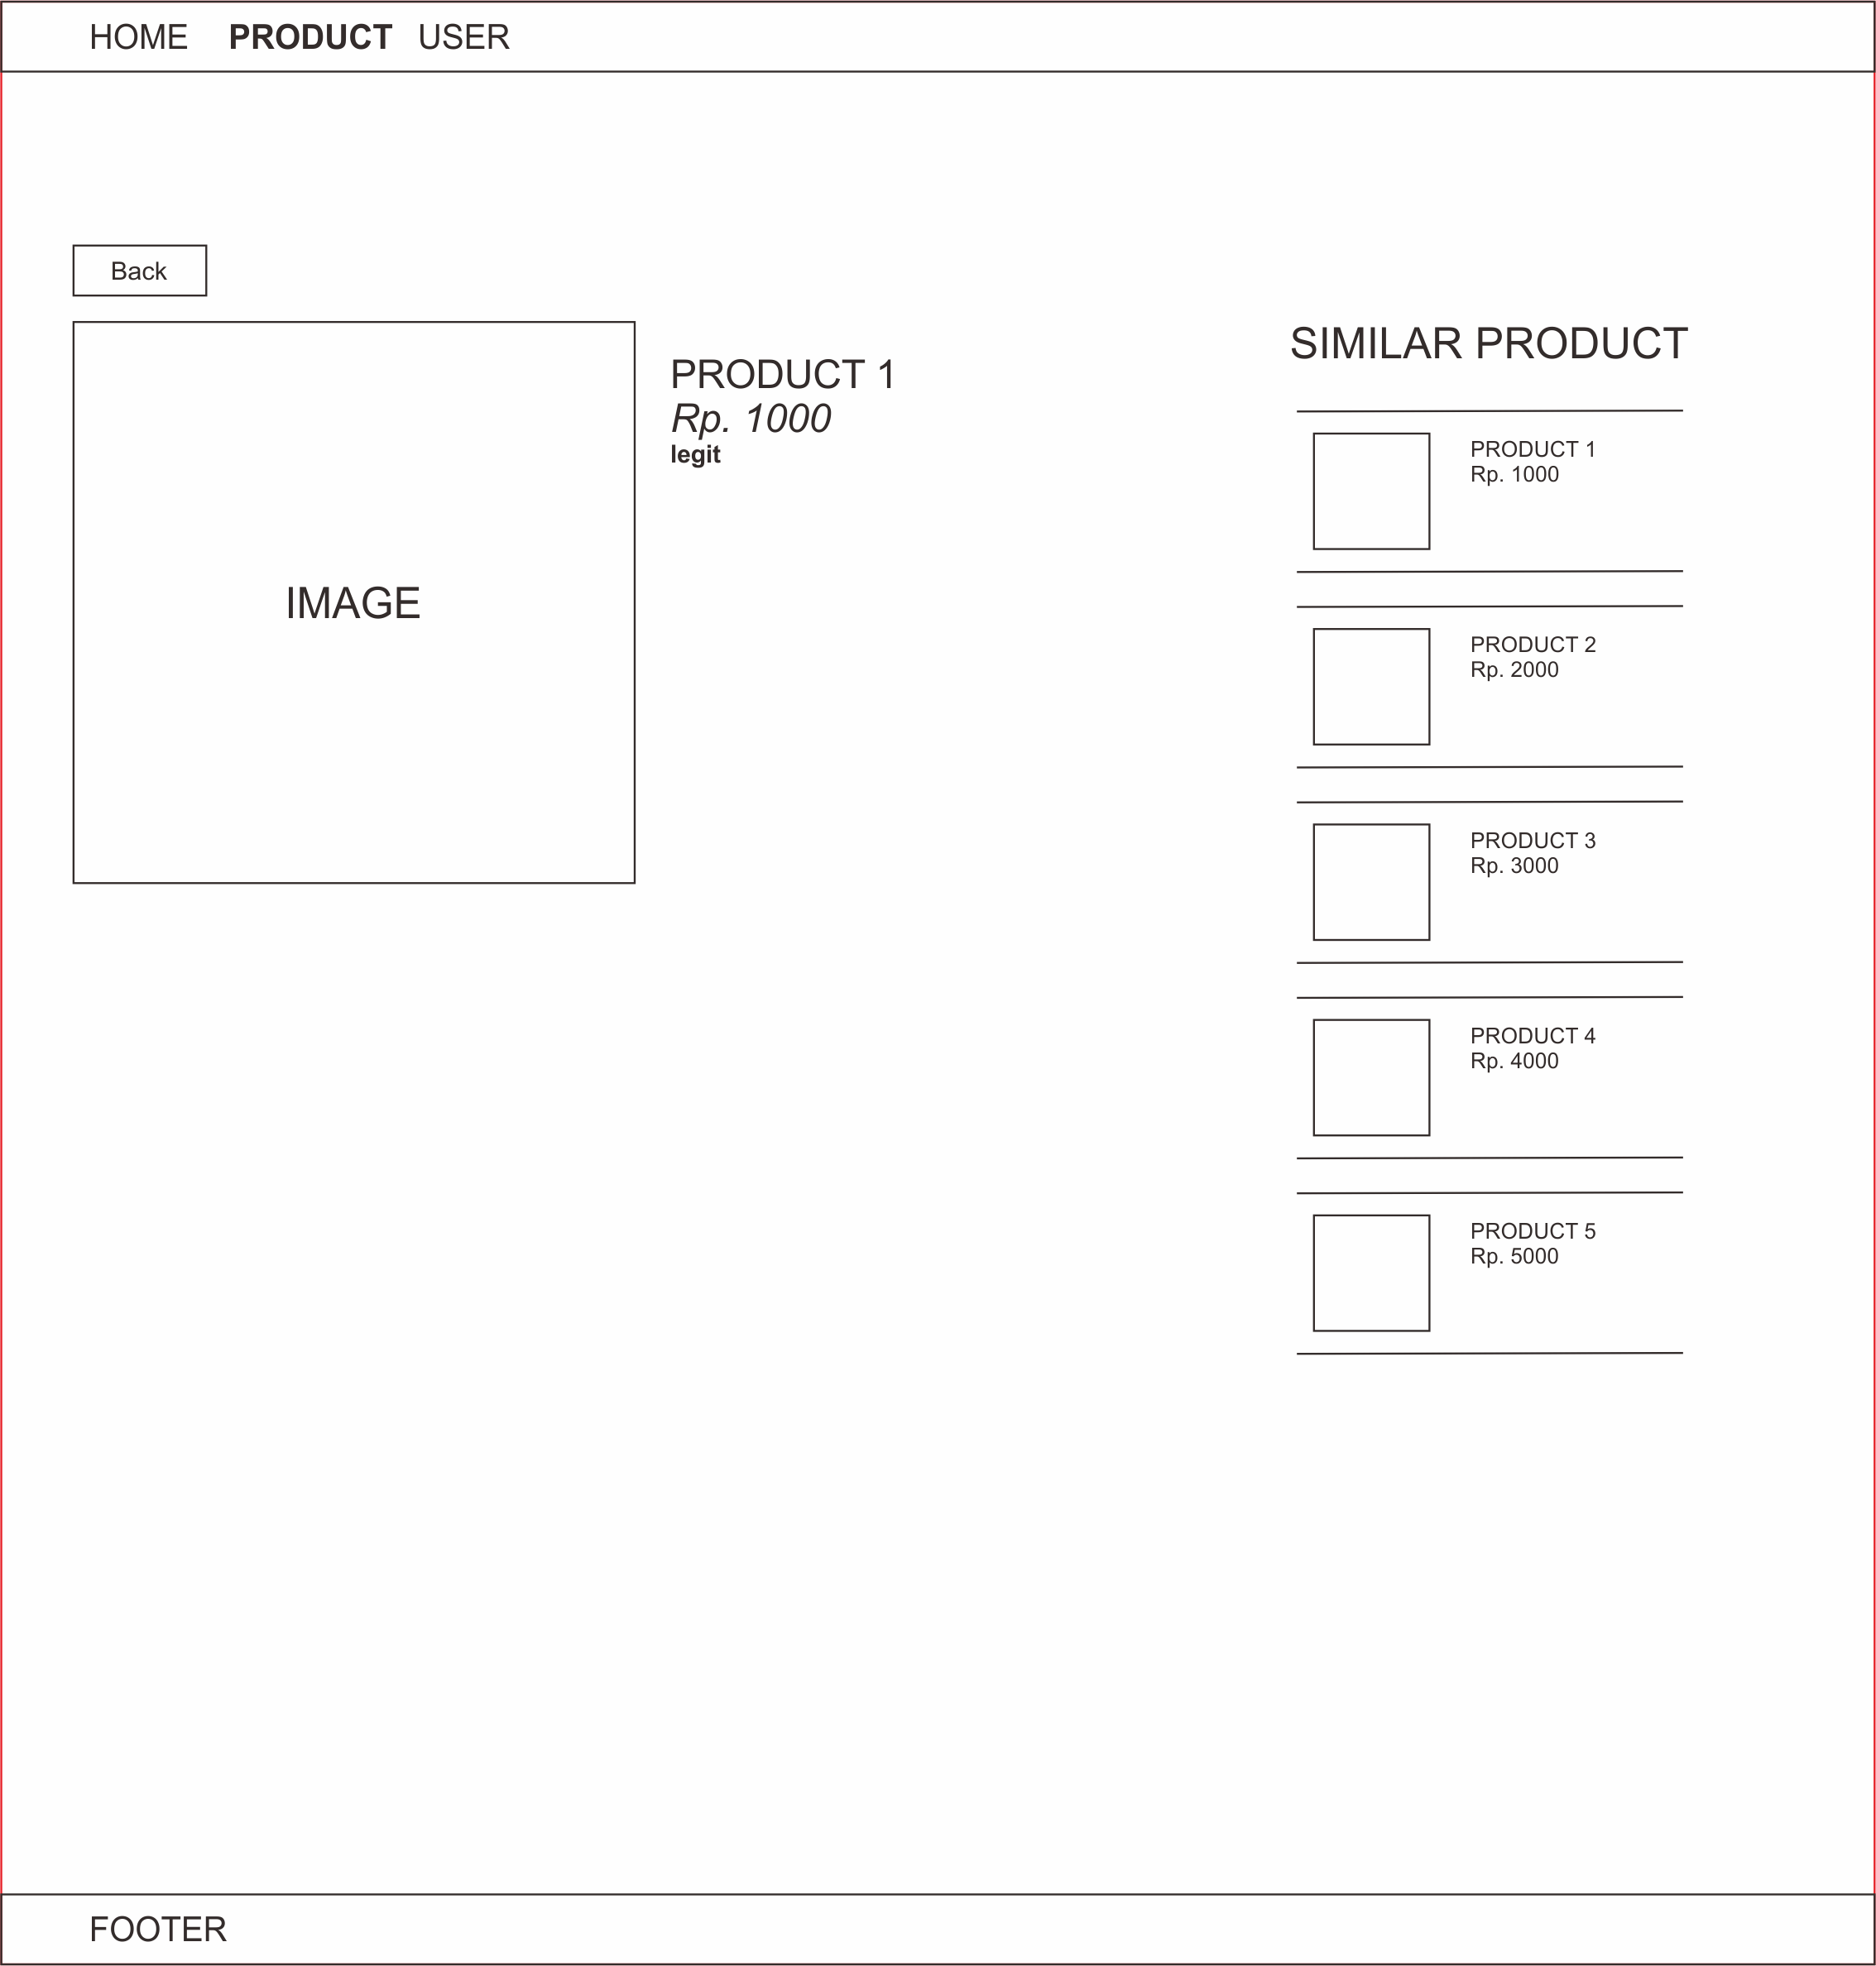 HOME PRODUCT USER
Back
IMAGE
PRODUCT 1
Rp. 1000
legit
SIMILAR PRODUCT
PRODUCT 1
Rp. 1000
PRODUCT 2
Rp. 2000
PRODUCT 3
Rp. 3000
PRODUCT 4
Rp. 4000
PRODUCT 5
Rp. 5000
FOOTER